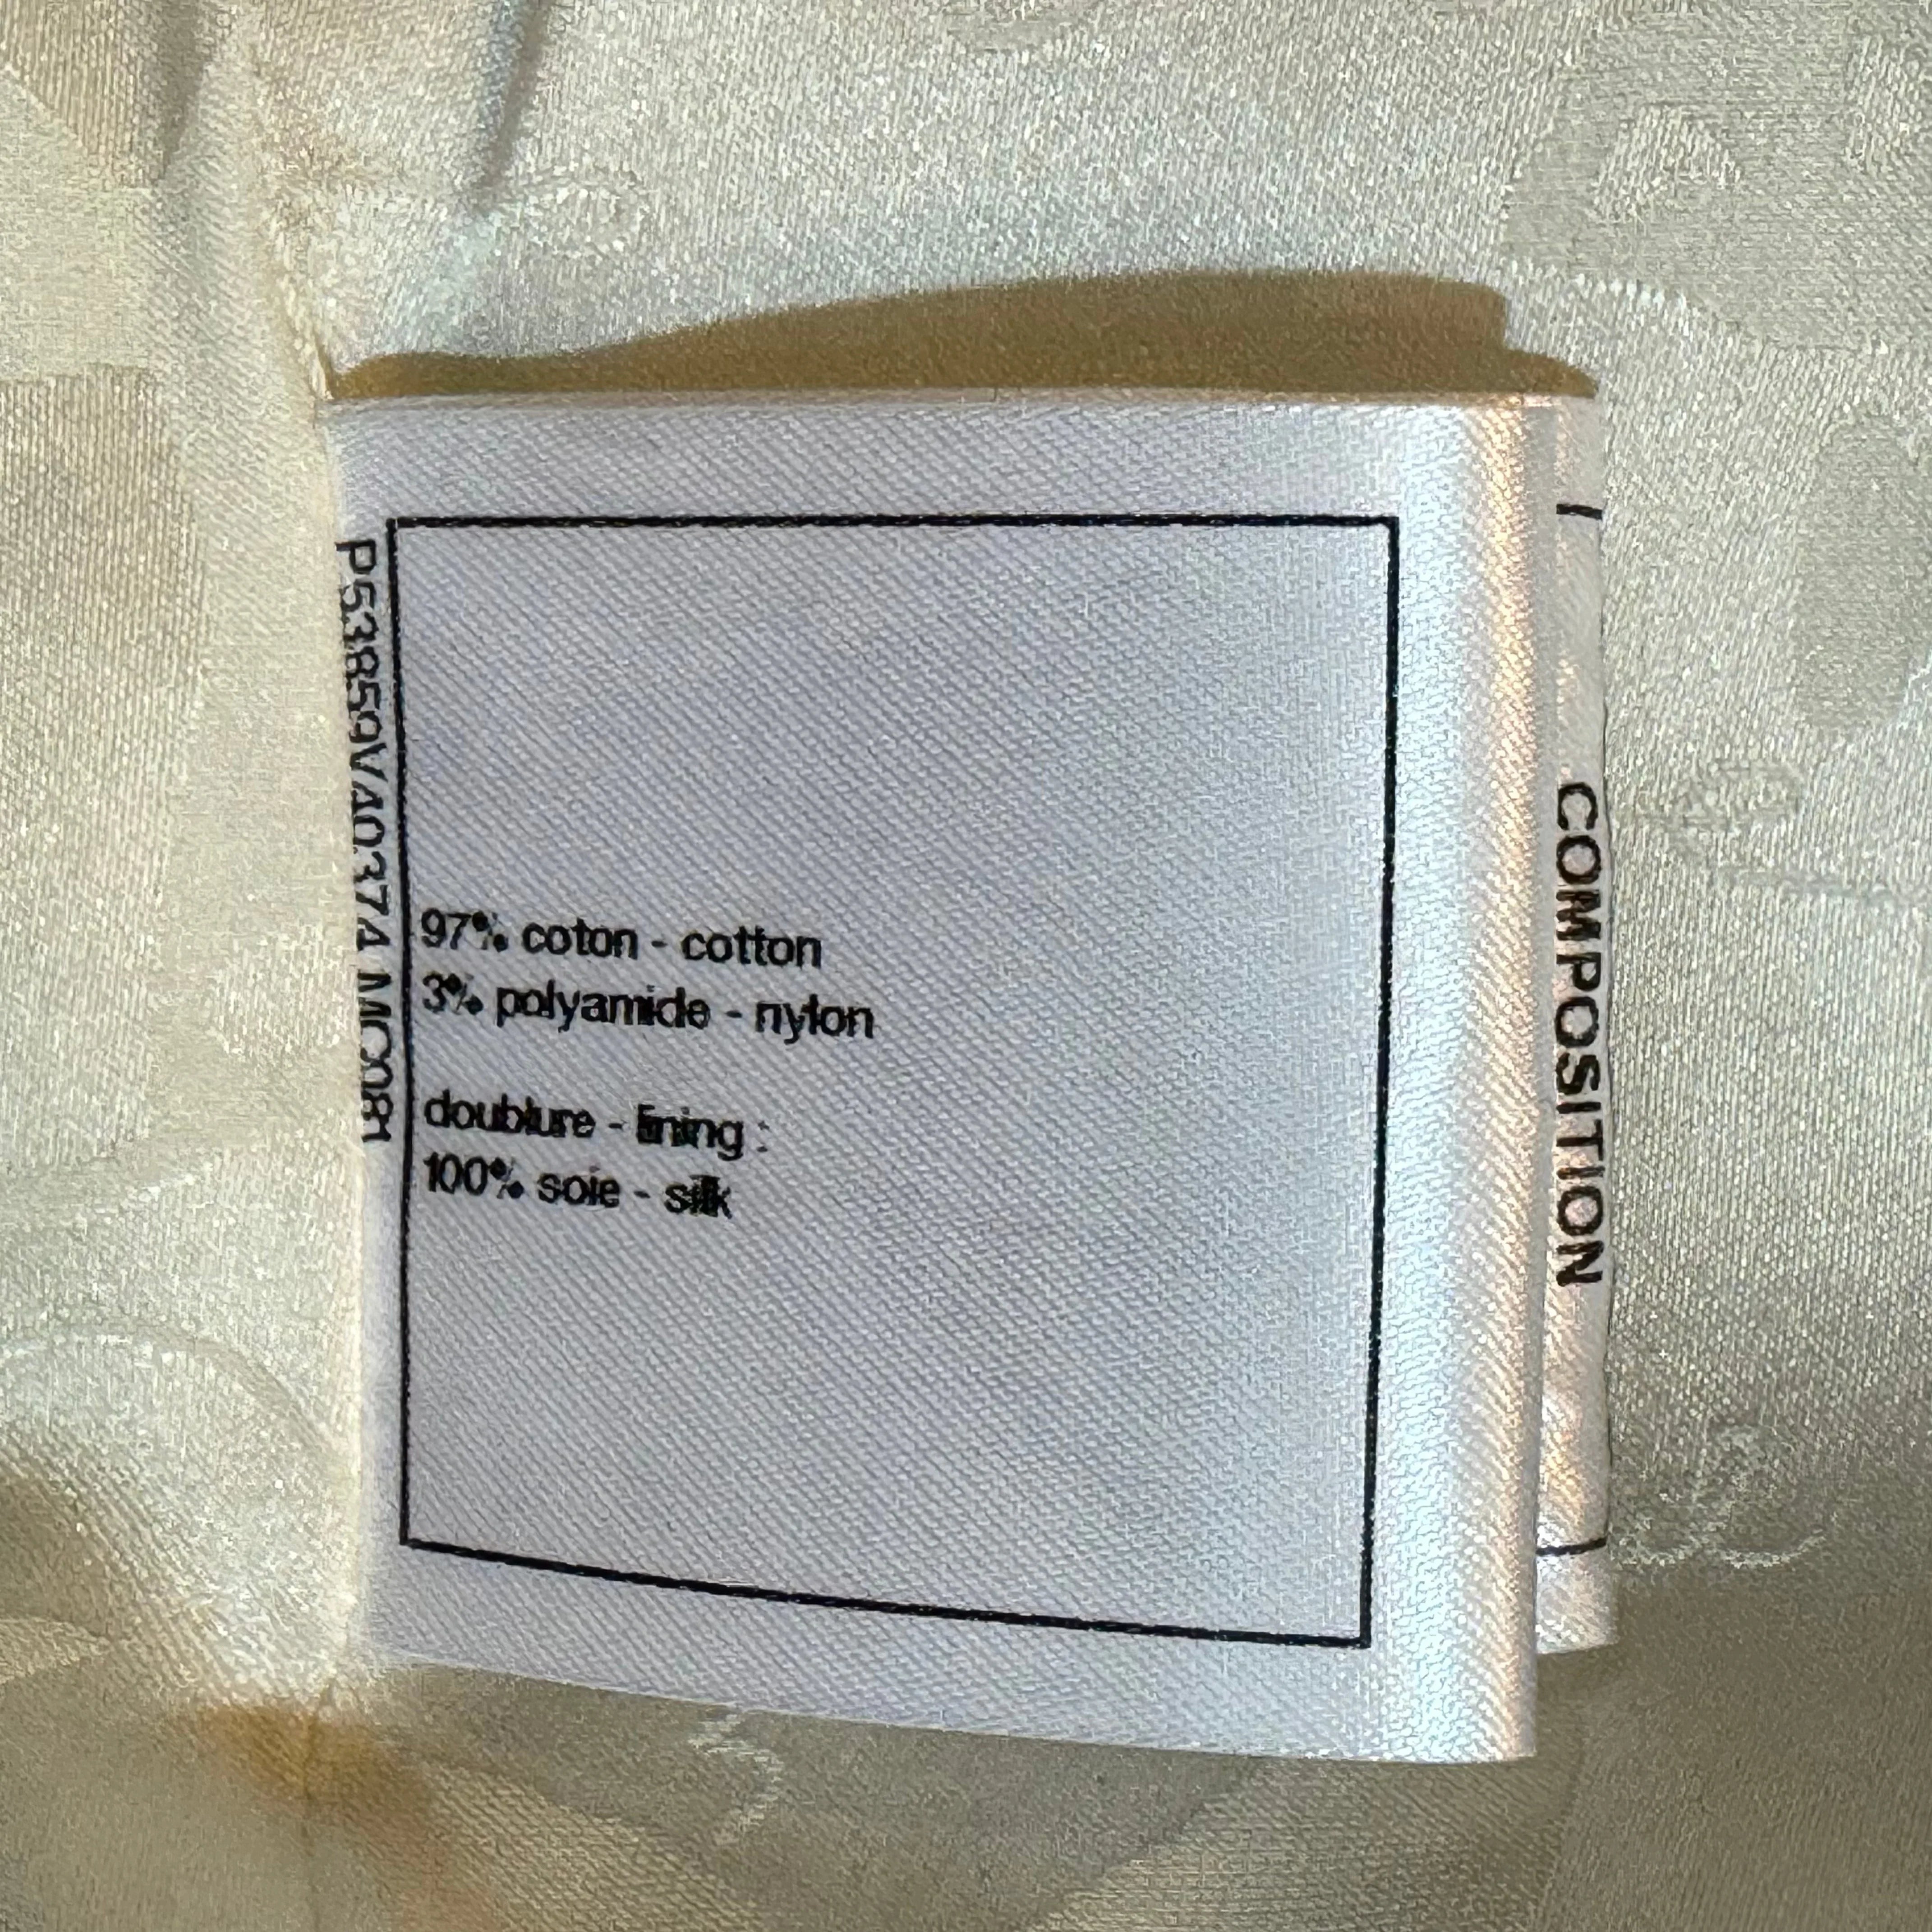 P53859V40374 MC081
97% coton - cotton
3% polyamide - nylon
doublure - lining :
100% soie - silk
COMPOSITION